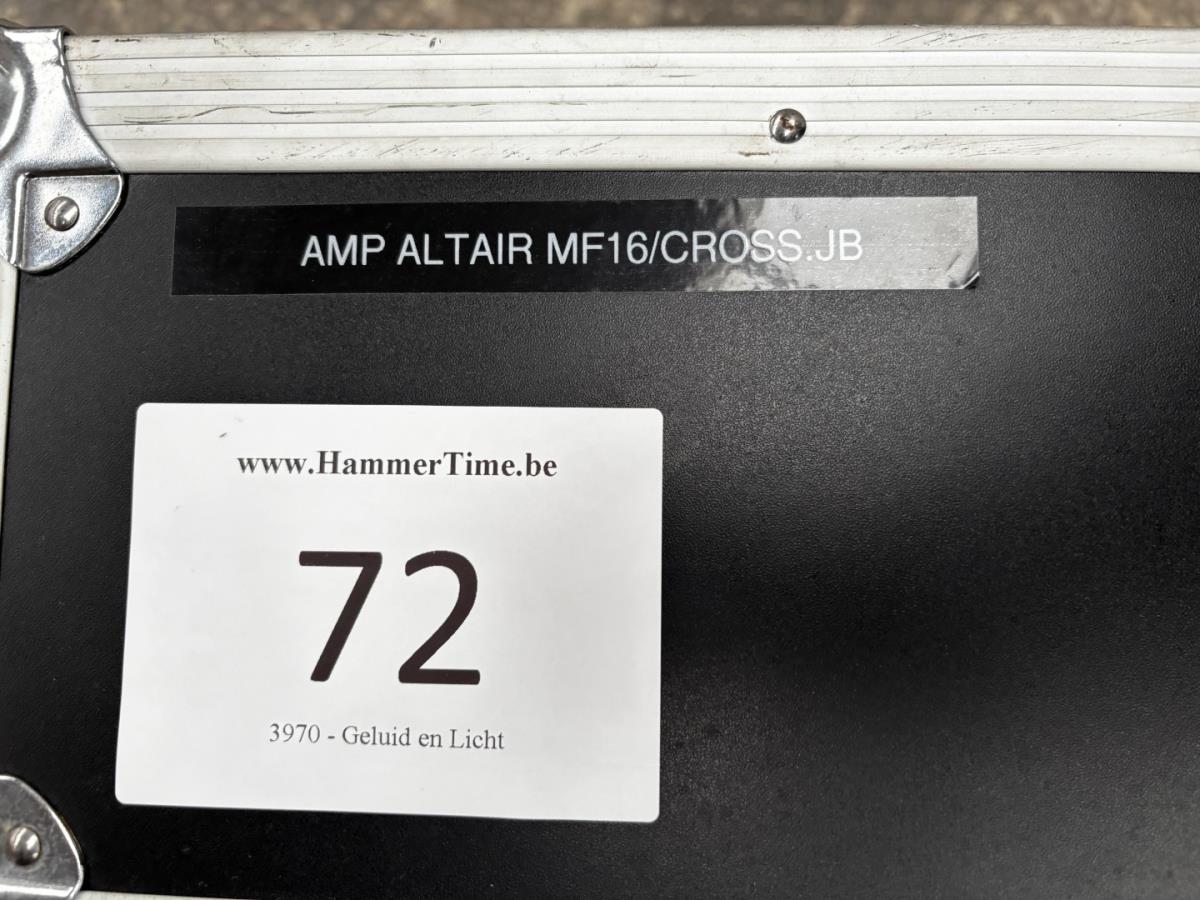 AMP ALTAIR MF16/CROSS.JB
www.HammerTime.be
72
3970 - Geluid en Licht